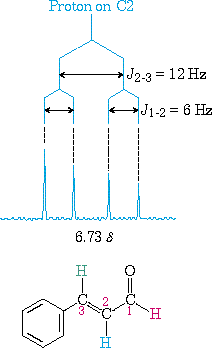 Proton on C2
J2-3 = 12 Hz
J1-2 = 6 Hz
6.73 δ
H O
3 C 2 C 1 C H
H